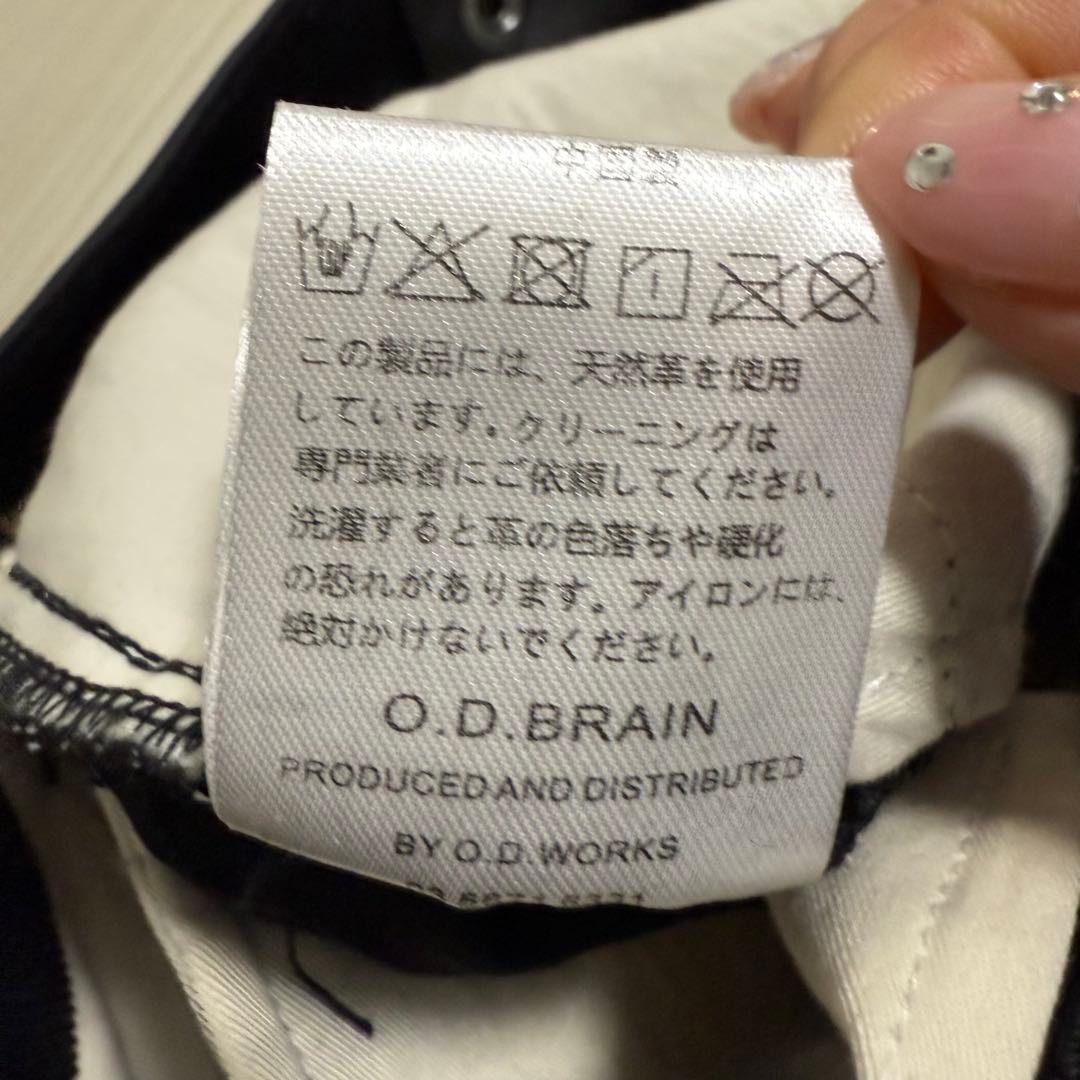 中国製
この製品には、天然革を使用
しています。クリーニングは
専門業者にご依頼してください。
洗濯すると革の色落ちや硬化
の恐れがあります。アイロンには、
絶対かけないでください。
O.D.BRAIN
PRODUCED AND DISTRIBUTED
BY O.D.WORKS